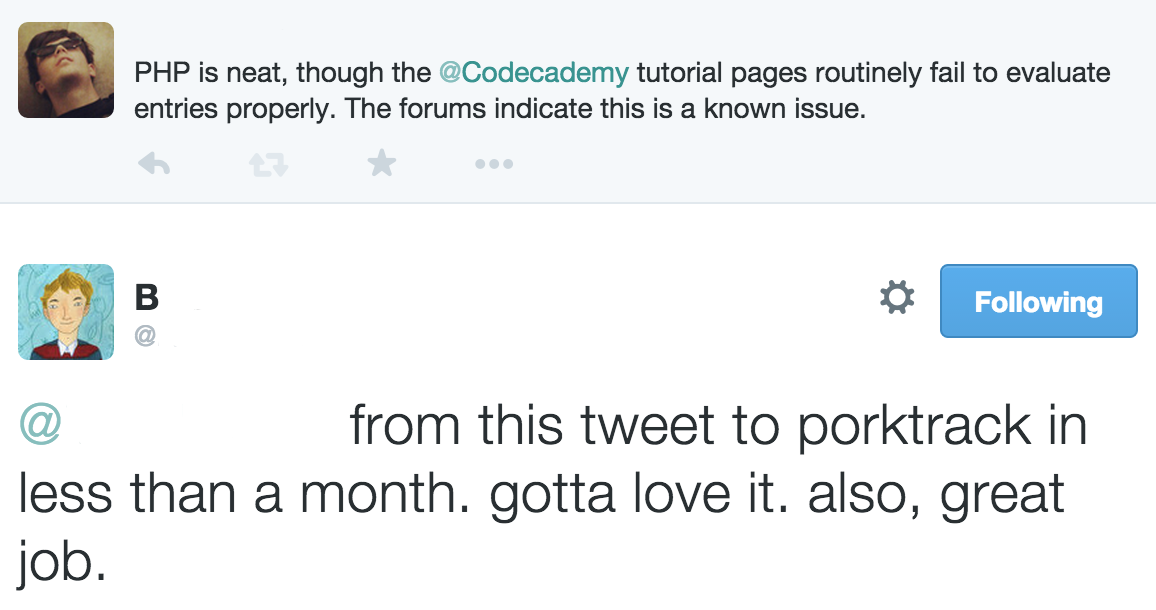 PHP is neat, though the @Codecademy tutorial pages routinely fail to evaluate
entries properly. The forums indicate this is a known issue.
B
Following
@
@ from this tweet to porktrack in
less than a month. gotta love it. also, great
job.